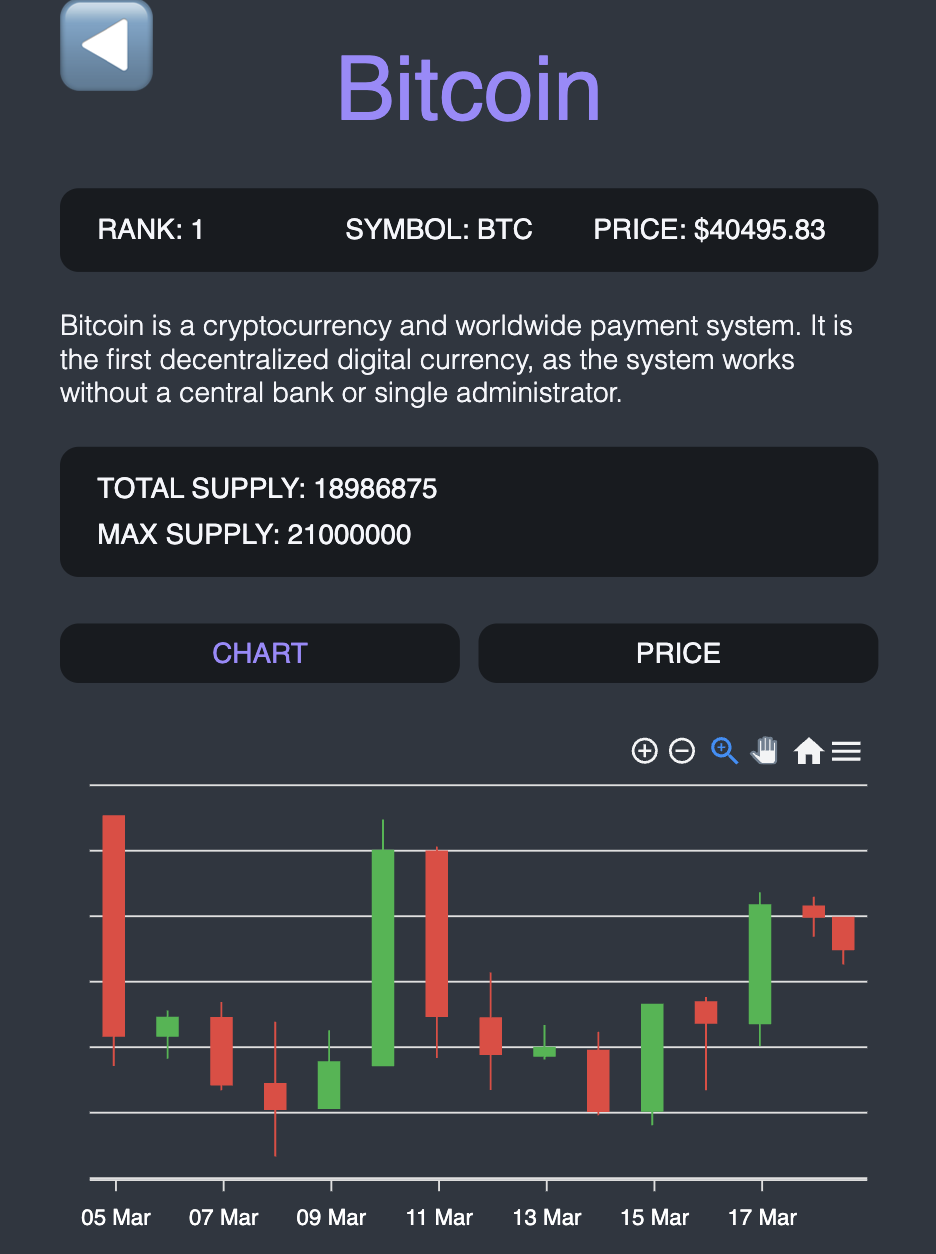 Bitcoin
RANK: 1 SYMBOL: BTC PRICE: $40495.83
Bitcoin is a cryptocurrency and worldwide payment system. It is
the first decentralized digital currency, as the system works
without a central bank or single administrator.
TOTAL SUPPLY: 18986875
MAX SUPPLY: 21000000
CHART PRICE
05 Mar 07 Mar 09 Mar 11 Mar 13 Mar 15 Mar 17 Mar